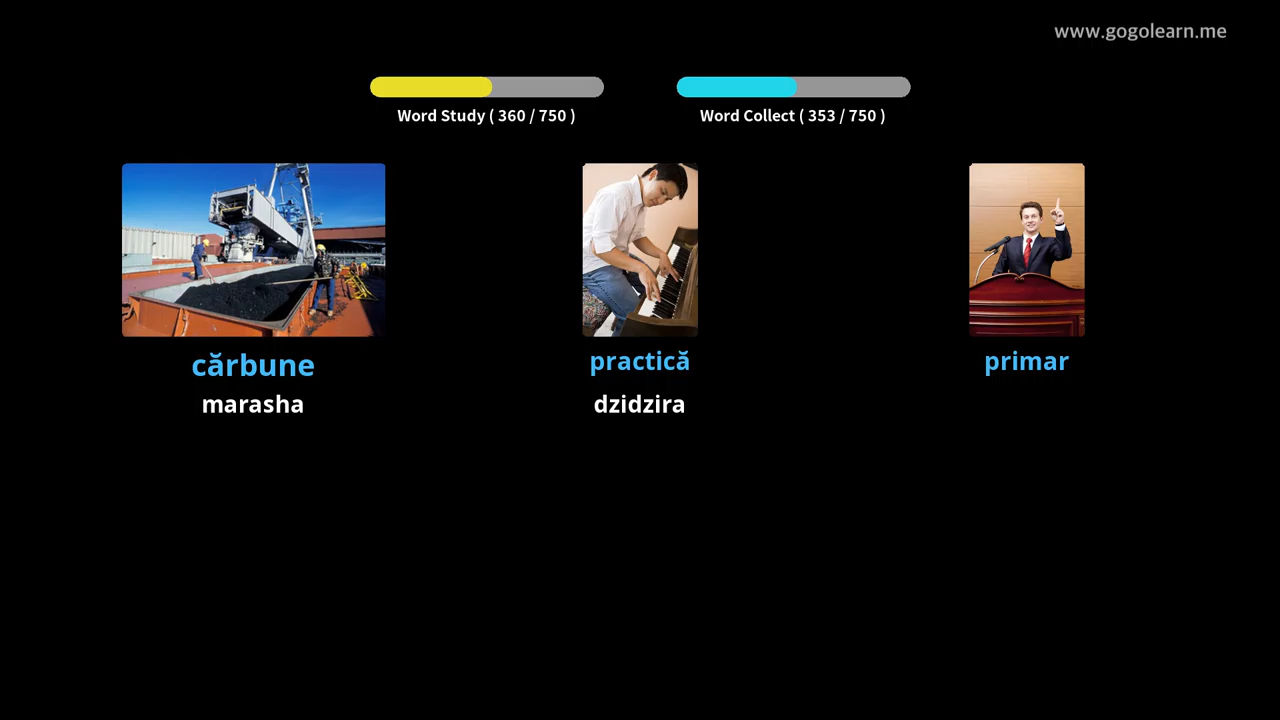 www.gogolearn.me
Word Study ( 360 / 750 )
Word Collect ( 353 / 750 )
cărbune
practică
primar
marasha
dzidzira